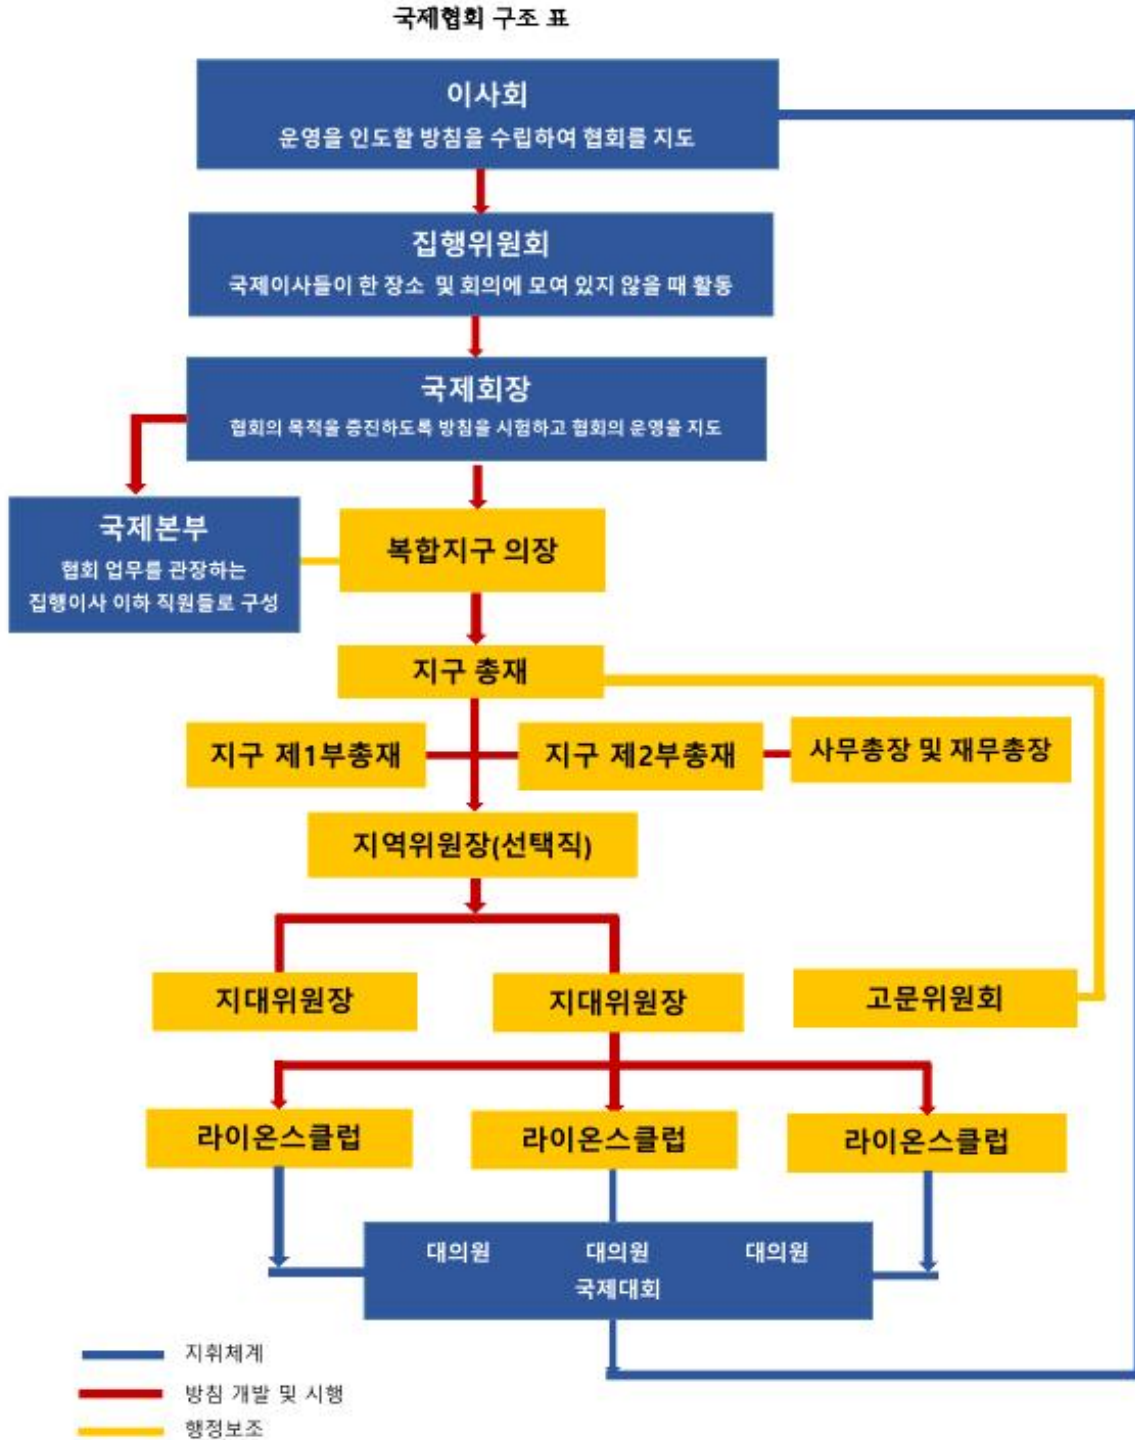 국제협회 구조 표
이사회
운영을 인도할 방침을 수립하여 협회를 지도
집행위원회
국제이사들이 한 장소 및 회의에 모여 있지 않을 때 활동
국제회장
협회의 목적을 증진하도록 방침을 시험하고 협회의 운영을 지도
국제본부
협회 업무를 관장하는
집행이사 이하 직원들로 구성
복합지구 의장
지구 총재
지구 제1부총재
지구 제2부총재
사무총장 및 재무총장
지역위원장(선택직)
지대위원장
지대위원장
고문위원회
라이온스클럽
라이온스클럽
라이온스클럽
대의원 대의원 대의원
국제대회
지휘체계
방침 개발 및 시행
행정보조